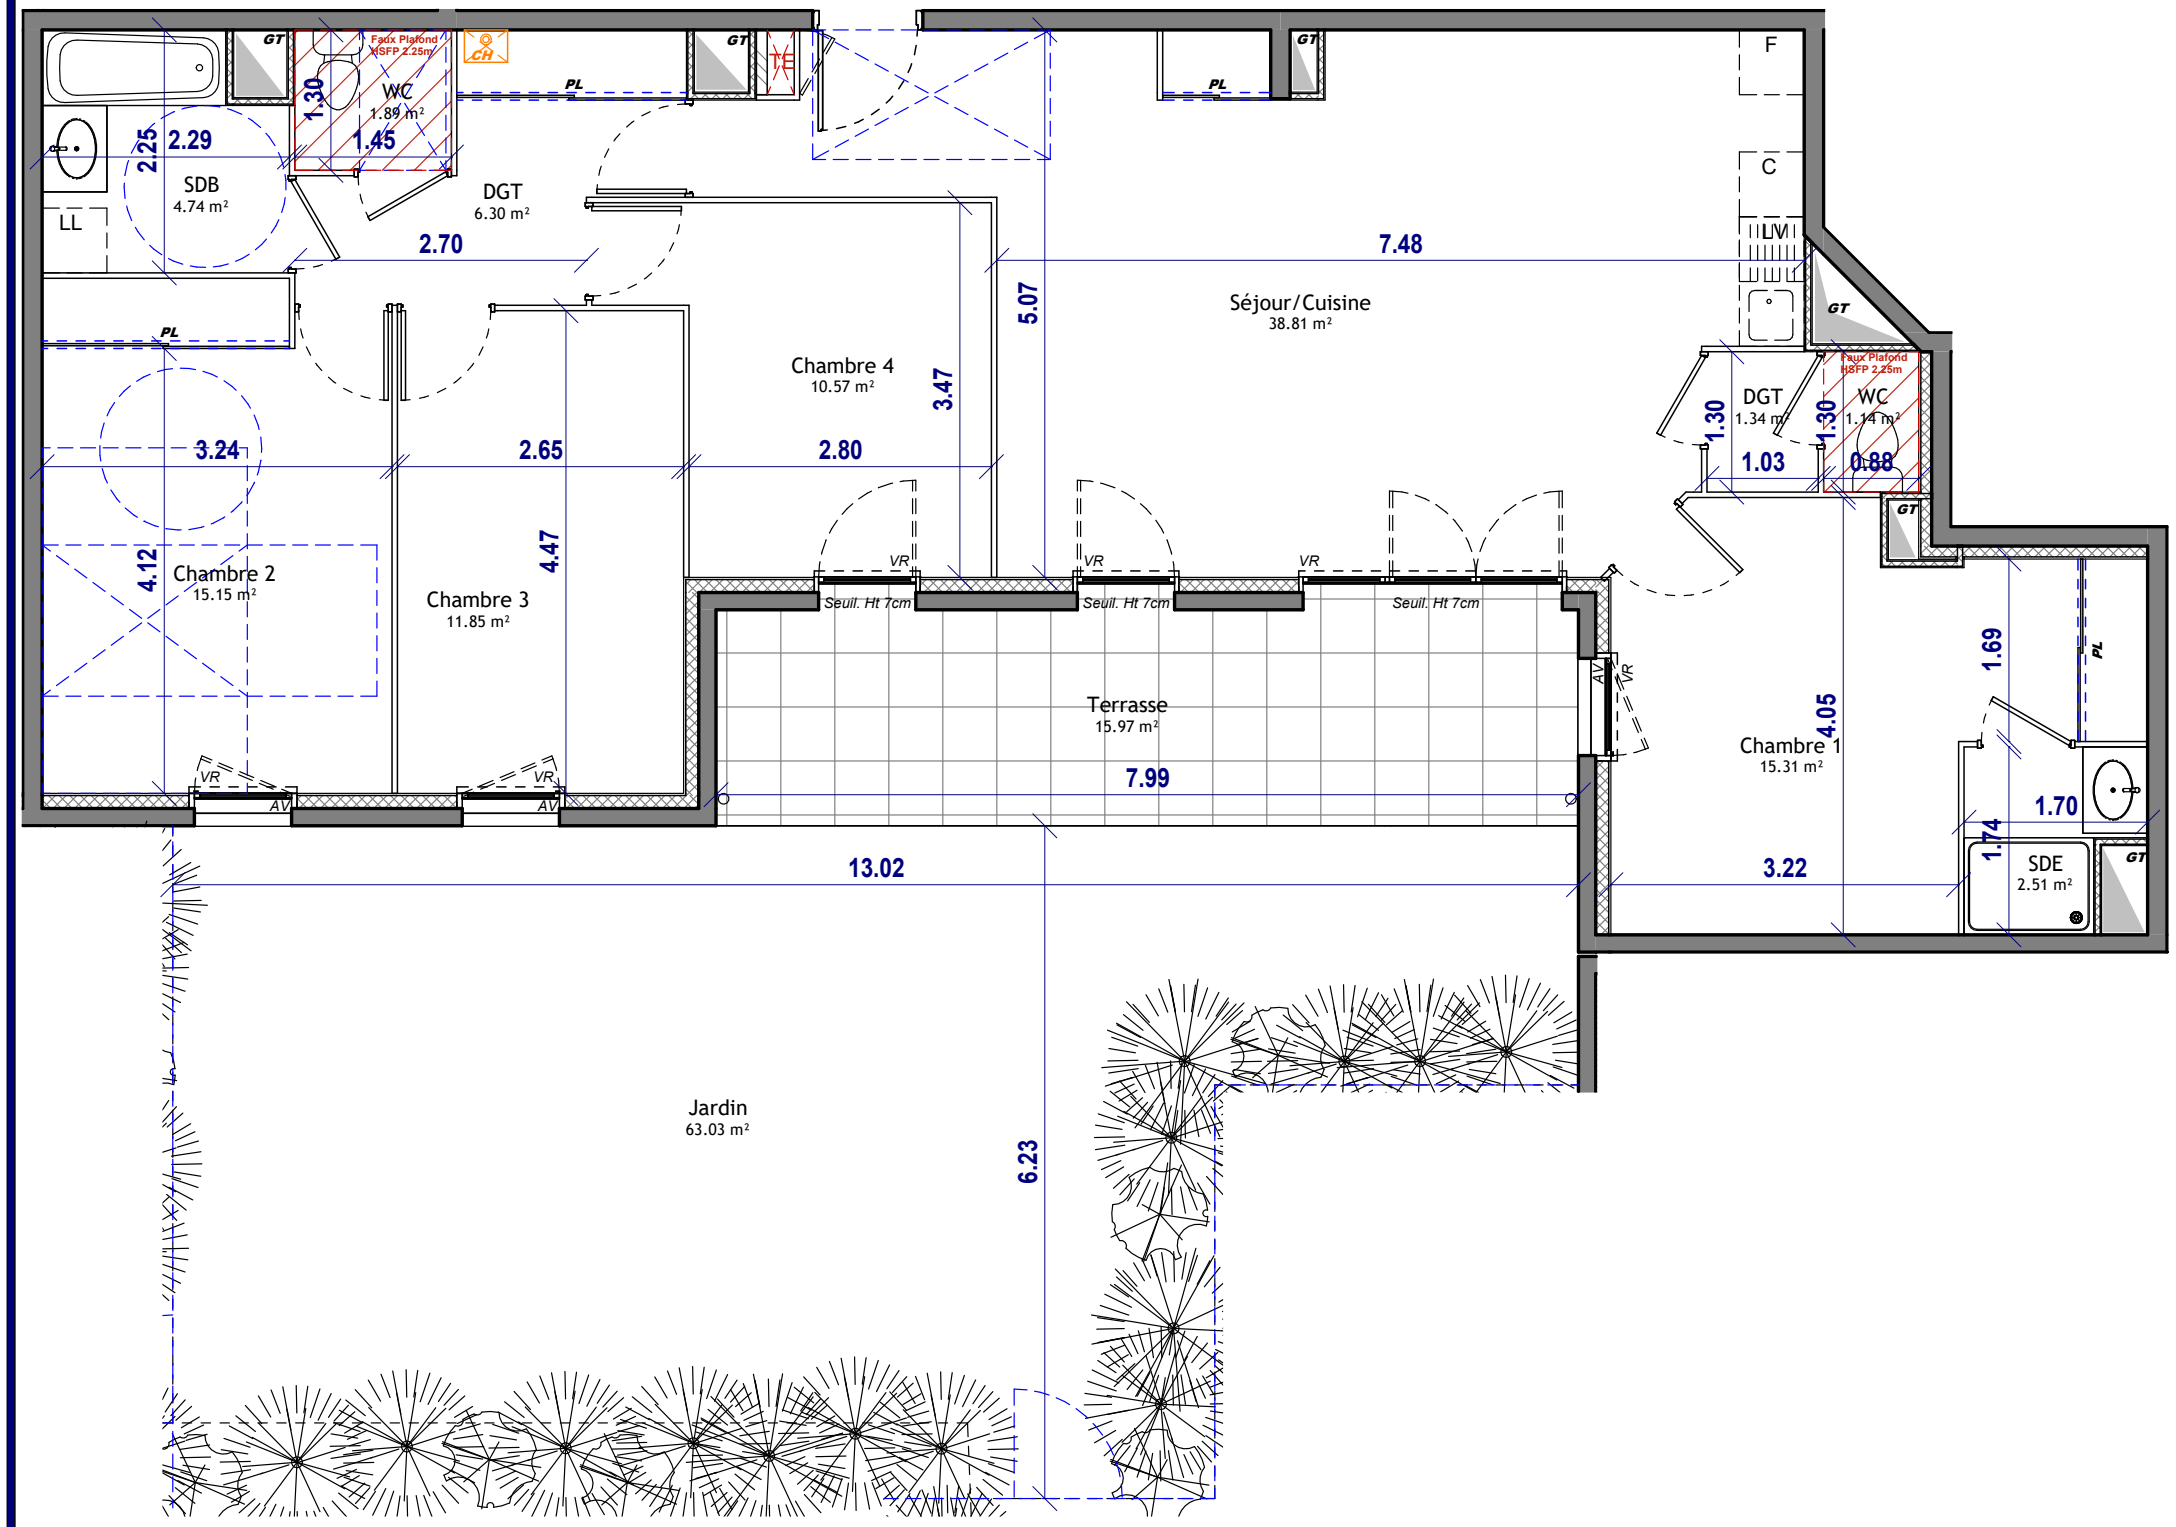 GT
Faux Plafond
HSFP 2.25m
CH
PL
GT
TE
PL
GT
F
WC
1.89 m²
1.30
1.45
2.25
2.29
SDB
4.74 m²
LL
DGT
6.30 m²
2.70
C
LV
7.48
5.07
Séjour/Cuisine
38.81 m²
GT
PL
Chambre 4
10.57 m²
3.47
Faux Plafond
HSFP 2.25m
DGT
1.34 m²
WC
1.14 m²
1.30
1.30
1.03
0.88
3.24
2.65
2.80
GT
4.12
4.47
Chambre 2
15.15 m²
Chambre 3
11.85 m²
VR
VR
VR
Seuil. Ht 7cm
Seuil. Ht 7cm
Seuil. Ht 7cm
AV
VR
1.69
PL
Terrasse
15.97 m²
4.05
Chambre 1
15.31 m²
7.99
VR
AV
VR
AV
1.70
1.74
GT
SDE
2.51 m²
13.02
3.22
Jardin
63.03 m²
6.23